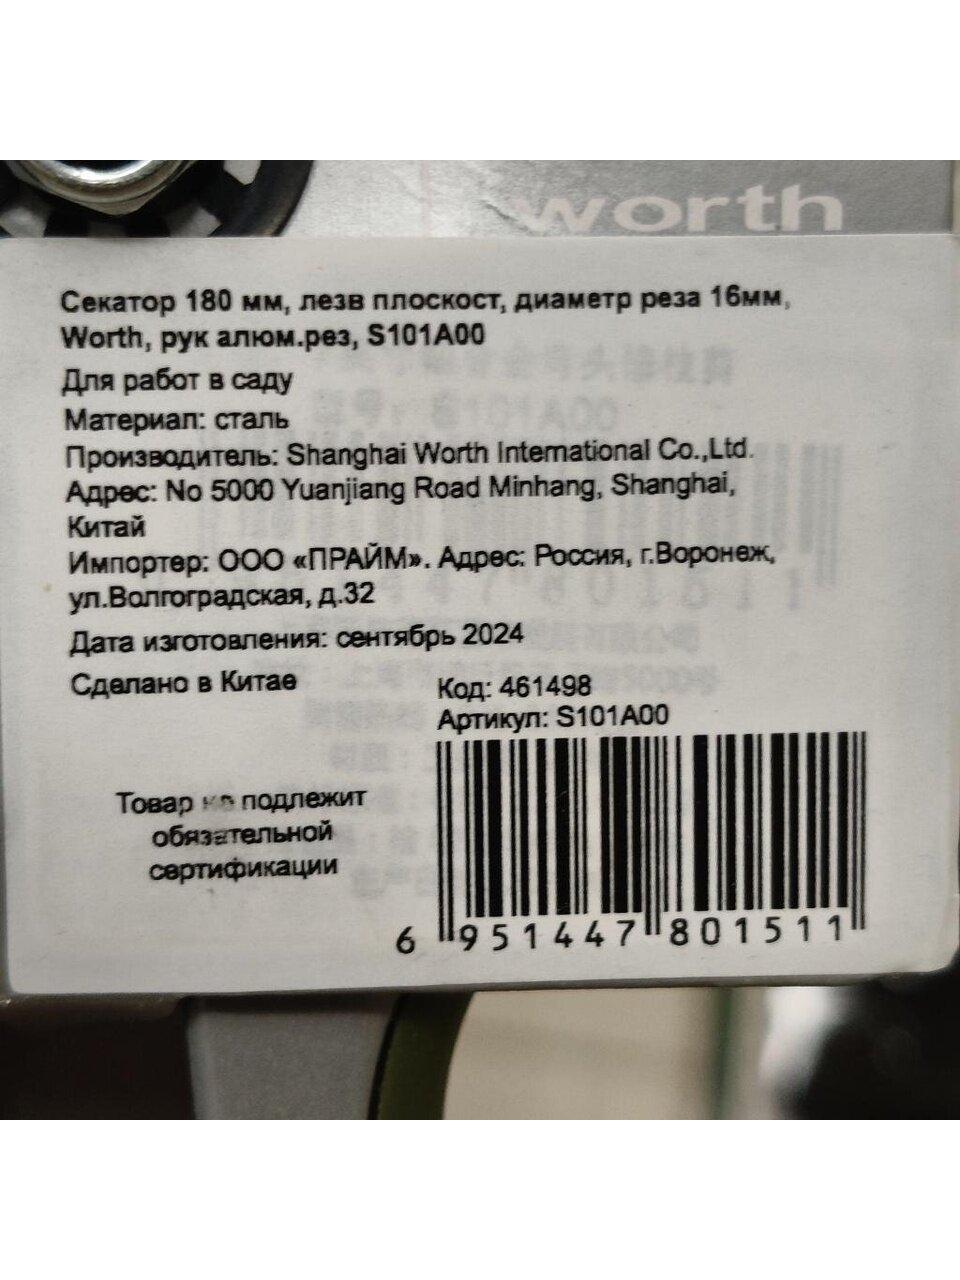 worth
Секатор 180 мм, лезв плоскост, диаметр реза 16мм,
Worth, рук алюм.рез, S101A00
Для работ в саду
Материал: сталь
Производитель: Shanghai Worth International Co.,Ltd.
Адрес: No 5000 Yuanjiang Road Minhang, Shanghai,
Китай
Импортер: ООО «ПРАЙМ». Адрес: Россия, г.Воронеж,
ул.Волгоградская, д.32
Дата изготовления: сентябрь 2024
Сделано в Китае
Код: 461498
Артикул: S101A00
Товар не подлежит
обязательной
сертификации
6 951447 801511